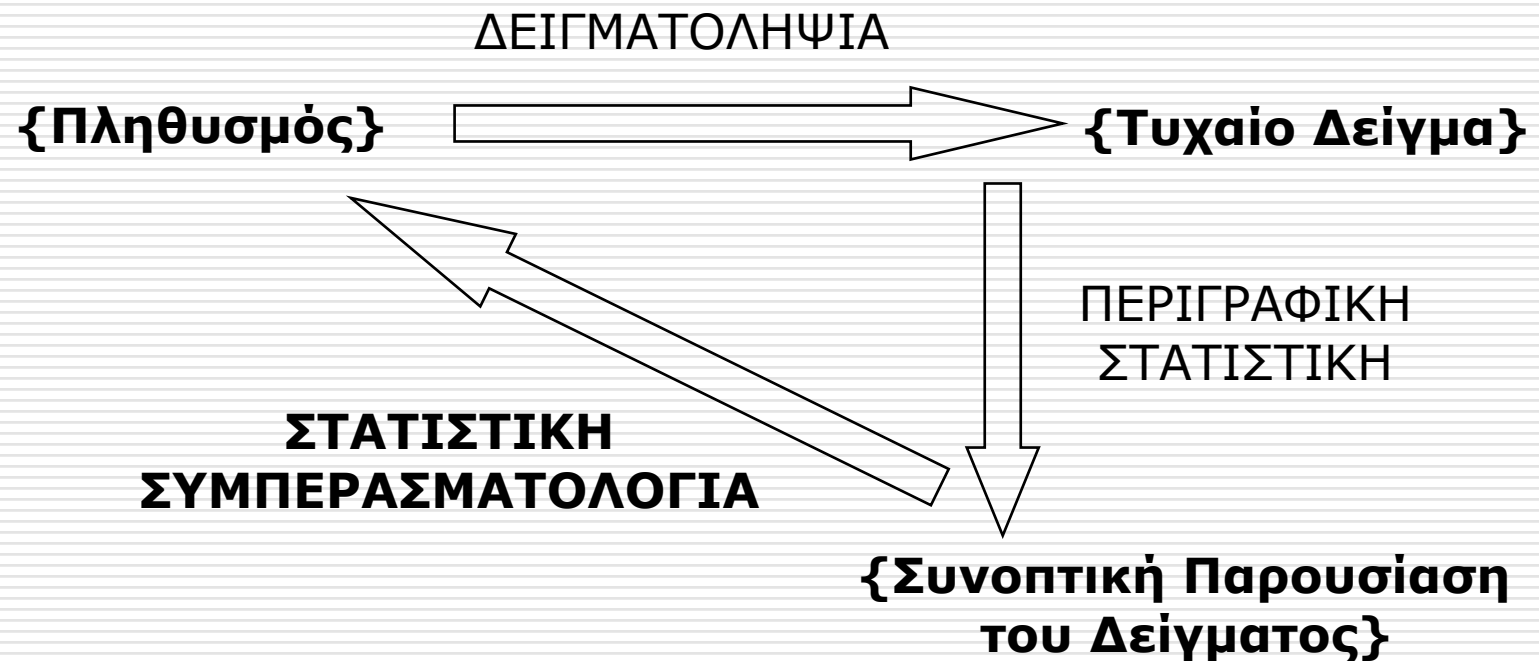 ΔΕΙΓΜΑΤΟΛΗΨΙΑ
{Πληθυσμός}
{Τυχαίο Δείγμα}
ΠΕΡΙΓΡΑΦΙΚΗ
ΣΤΑΤΙΣΤΙΚΗ
ΣΤΑΤΙΣΤΙΚΗ
ΣΥΜΠΕΡΑΣΜΑΤΟΛΟΓΙΑ
{Συνοπτική Παρουσίαση
του Δείγματος}